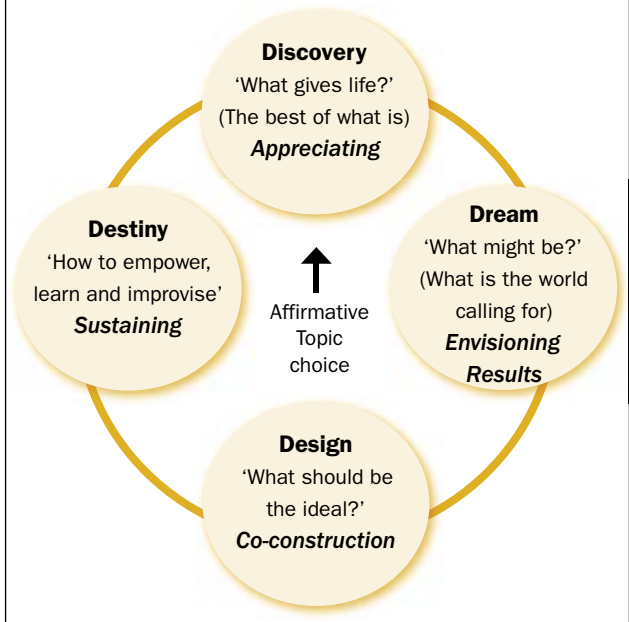 Discovery
‘What gives life?’
(The best of what is)
Appreciating
Dream
‘What might be?’
(What is the world
calling for)
Envisioning
Results
Design
‘What should be
the ideal?’
Co-construction
Destiny
‘How to empower,
learn and improvise’
Sustaining
Affirmative
Topic
choice